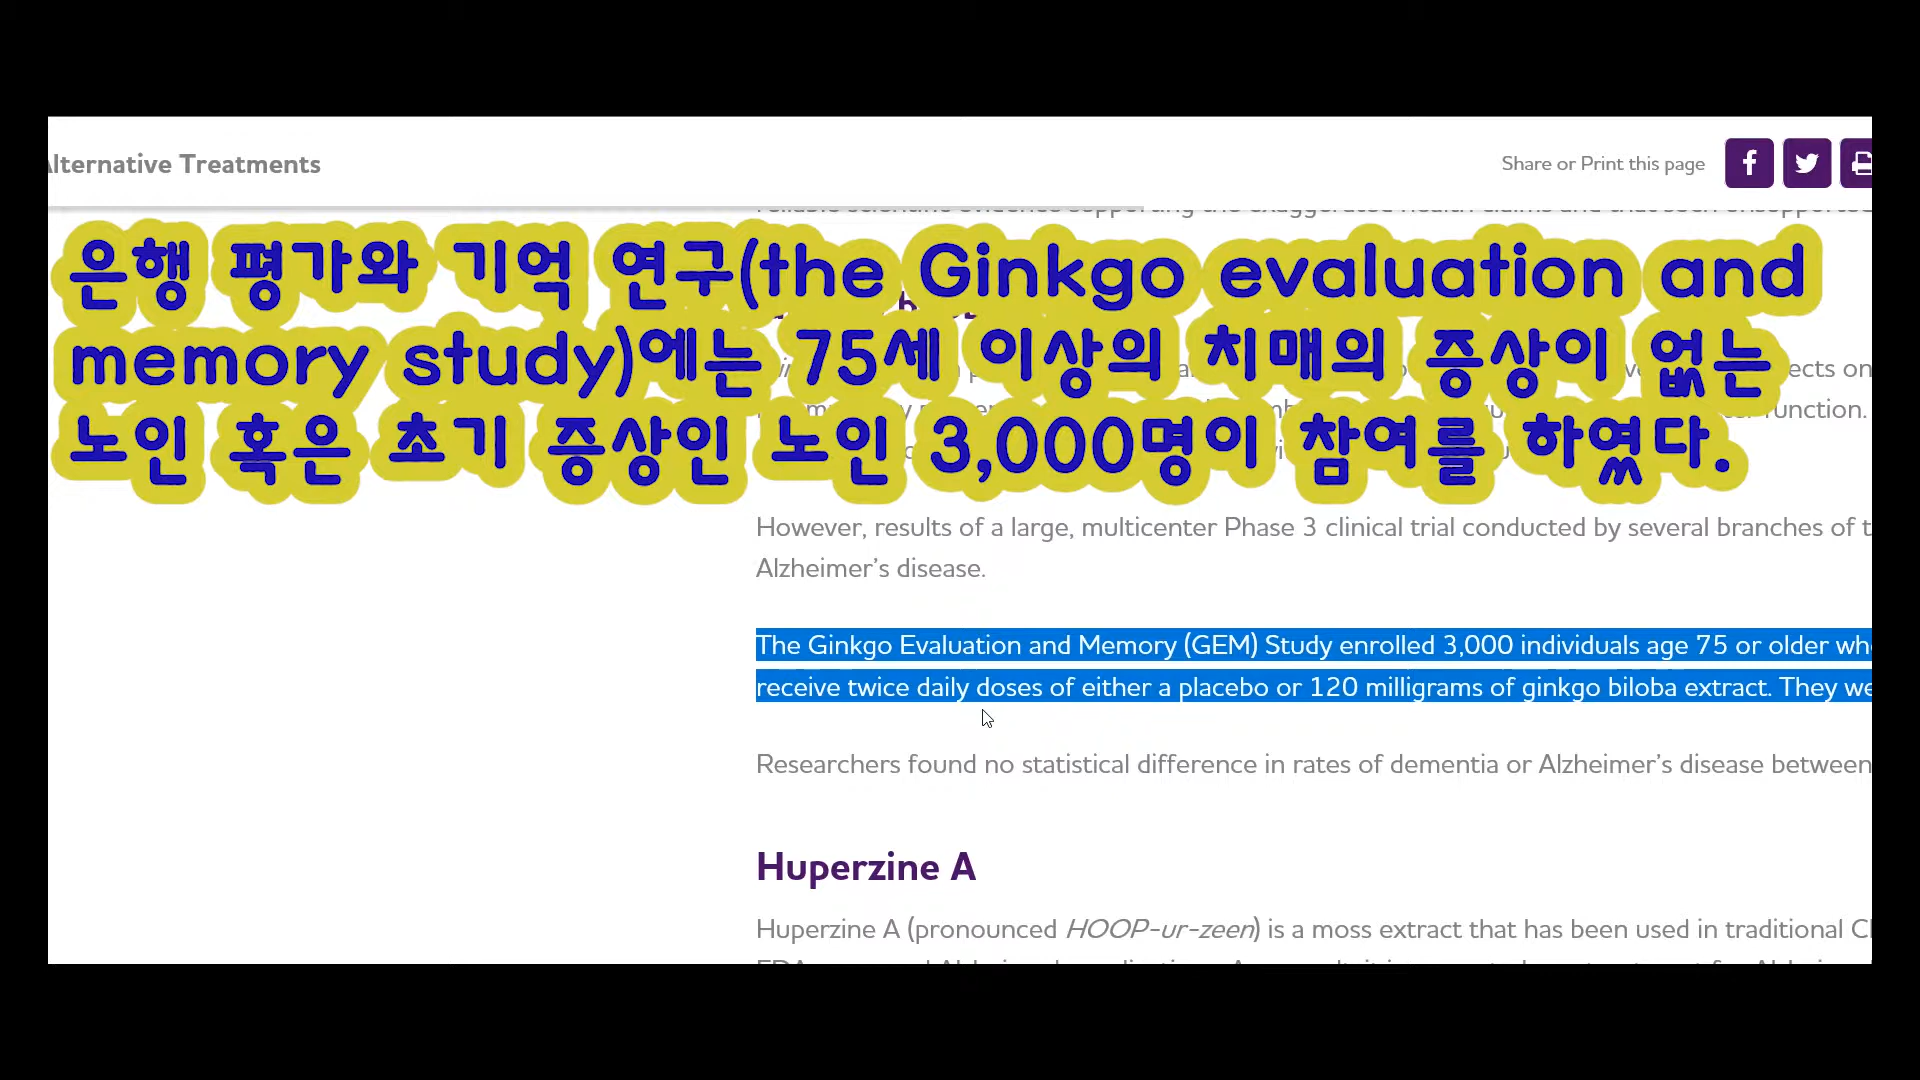 Alternative Treatments
Share or Print this page
은행 평가와 기억 연구(the Ginkgo evaluation and
memory study)에는 75세 이상의 치매의 증상이 없는
노인 혹은 초기 증상인 노인 3,000명이 참여를 하였다.
ects on
function.
However, results of a large, multicenter Phase 3 clinical trial conducted by several branches of t
Alzheimer’s disease.
The Ginkgo Evaluation and Memory (GEM) Study enrolled 3,000 individuals age 75 or older wh
receive twice daily doses of either a placebo or 120 milligrams of ginkgo biloba extract. They we
Researchers found no statistical difference in rates of dementia or Alzheimer’s disease between
Huperzine A
Huperzine A (pronounced HOOP-ur-zeen) is a moss extract that has been used in traditional C